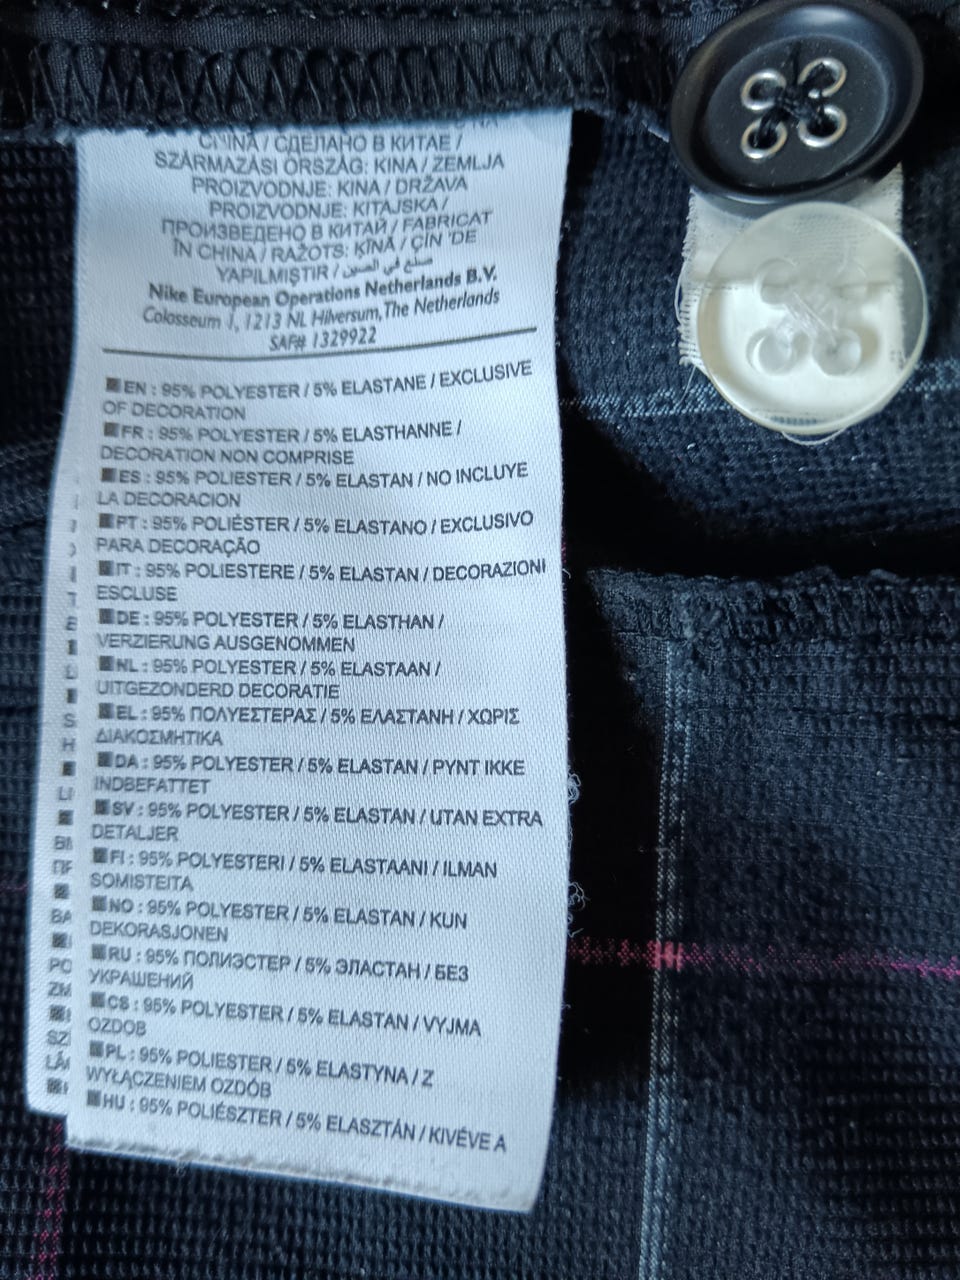 CHINA / СДЕЛАНО В КИТАЕ /
SZÁRMAZÁSI ORSZÁG: KINA / ZEMLJA
PROIZVODNJE: KINA / DRŽAVA
PROIZVODNJE: KITAJSKA /
ПРОИЗВЕДЕНО В КИТАЙ / FABRICAT
ÎN CHINA / RAŽOTS: ĶĪNĀ / ÇİN 'DE
YAPILMIŞTIR / صنع في الصين
Nike European Operations Netherlands B.V.
Colosseum 1, 1213 NL Hilversum, The Netherlands
SAF# 1329922
EN : 95% POLYESTER / 5% ELASTANE / EXCLUSIVE
OF DECORATION
FR : 95% POLYESTER / 5% ELASTHANNE /
DECORATION NON COMPRISE
ES : 95% POLIESTER / 5% ELASTAN / NO INCLUYE
LA DECORACION
PT : 95% POLIÉSTER / 5% ELASTANO / EXCLUSIVO
PARA DECORAÇÃO
IT : 95% POLIESTERE / 5% ELASTAN / DECORAZIONI
ESCLUSE
DE : 95% POLYESTER / 5% ELASTHAN /
VERZIERUNG AUSGENOMMEN
NL : 95% POLYESTER / 5% ELASTAAN /
UITGEZONDERD DECORATIE
EL : 95% ΠΟΛΥΕΣΤΕΡΑΣ / 5% ΕΛΑΣΤΑΝΗ / ΧΩΡΙΣ
ΔΙΑΚΟΣΜΗΤΙΚΑ
DA : 95% POLYESTER / 5% ELASTAN / PYNT IKKE
INDBEFATTET
SV : 95% POLYESTER / 5% ELASTAN / UTAN EXTRA
DETALJER
FI : 95% POLYESTERI / 5% ELASTAANI / ILMAN
SOMISTEITA
NO : 95% POLYESTER / 5% ELASTAN / KUN
DEKORASJONEN
RU : 95% ПОЛИЭСТЕР / 5% ЭЛАСТАН / БЕЗ
УКРАШЕНИЙ
CS : 95% POLYESTER / 5% ELASTAN / VYJMA
OZDOB
PL : 95% POLIESTER / 5% ELASTYNA / Z
WYŁĄCZENIEM OZDÓB
HU : 95% POLIÉSZTER / 5% ELASZTÁN / KIVÉVE A